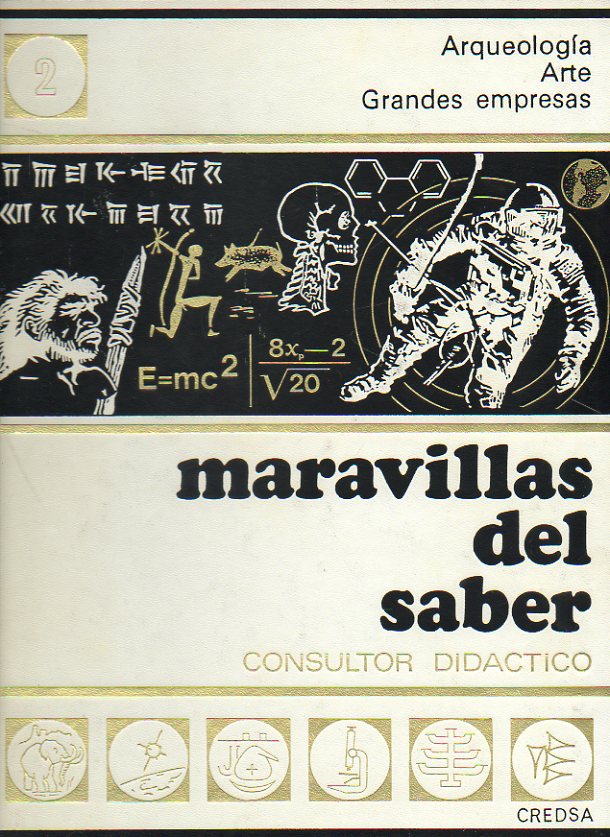 2
Arqueología
Arte
Grandes empresas
E=mc²
8xₚ—2
√20
maravillas
del
saber
CONSULTOR DIDACTICO
CREDSA